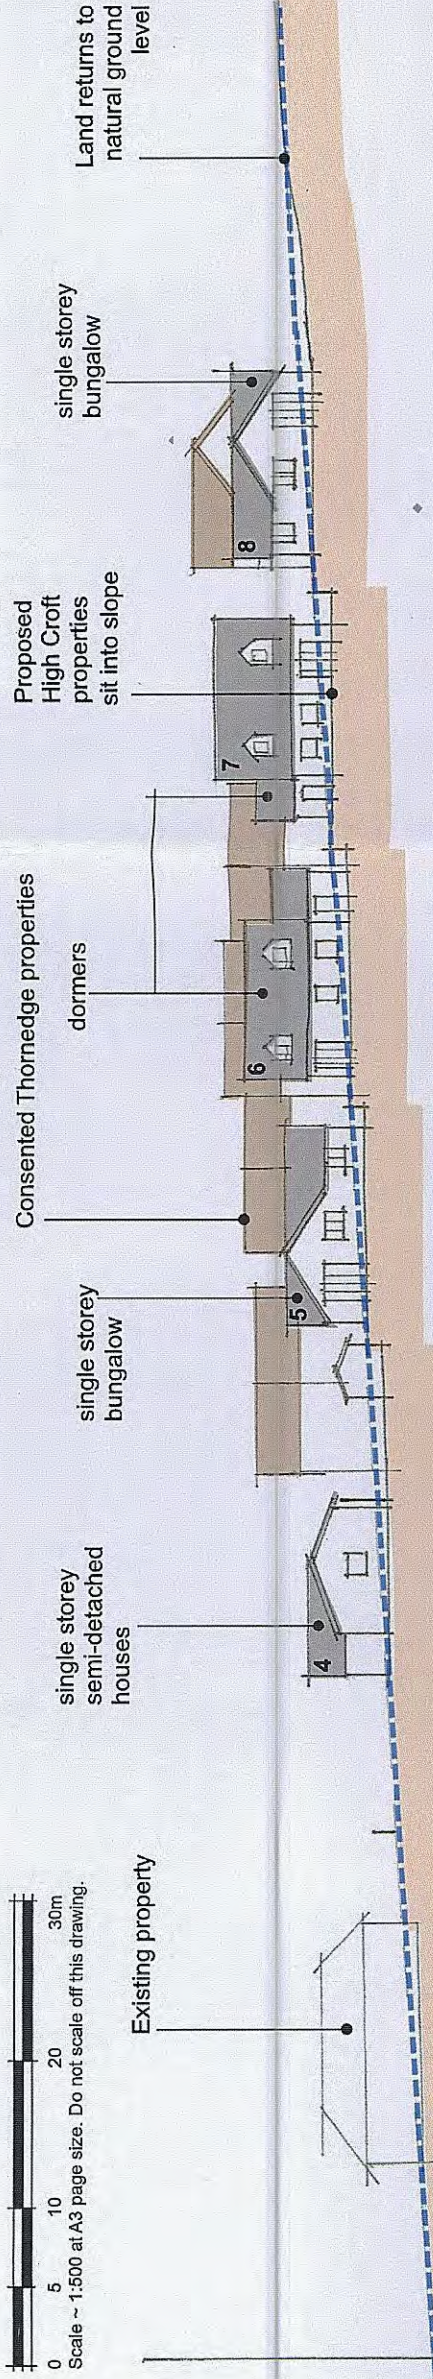 0 5 10 20 30m
Scale ~ 1:500 at A3 page size. Do not scale off this drawing.
Existing property
single storey
semi-detached
houses
4
single storey
bungalow
5
Consented Thornedge properties
dormers
6
7
Proposed
High Croft
properties
sit into slope
single storey
bungalow
8
Land returns to
natural ground
level